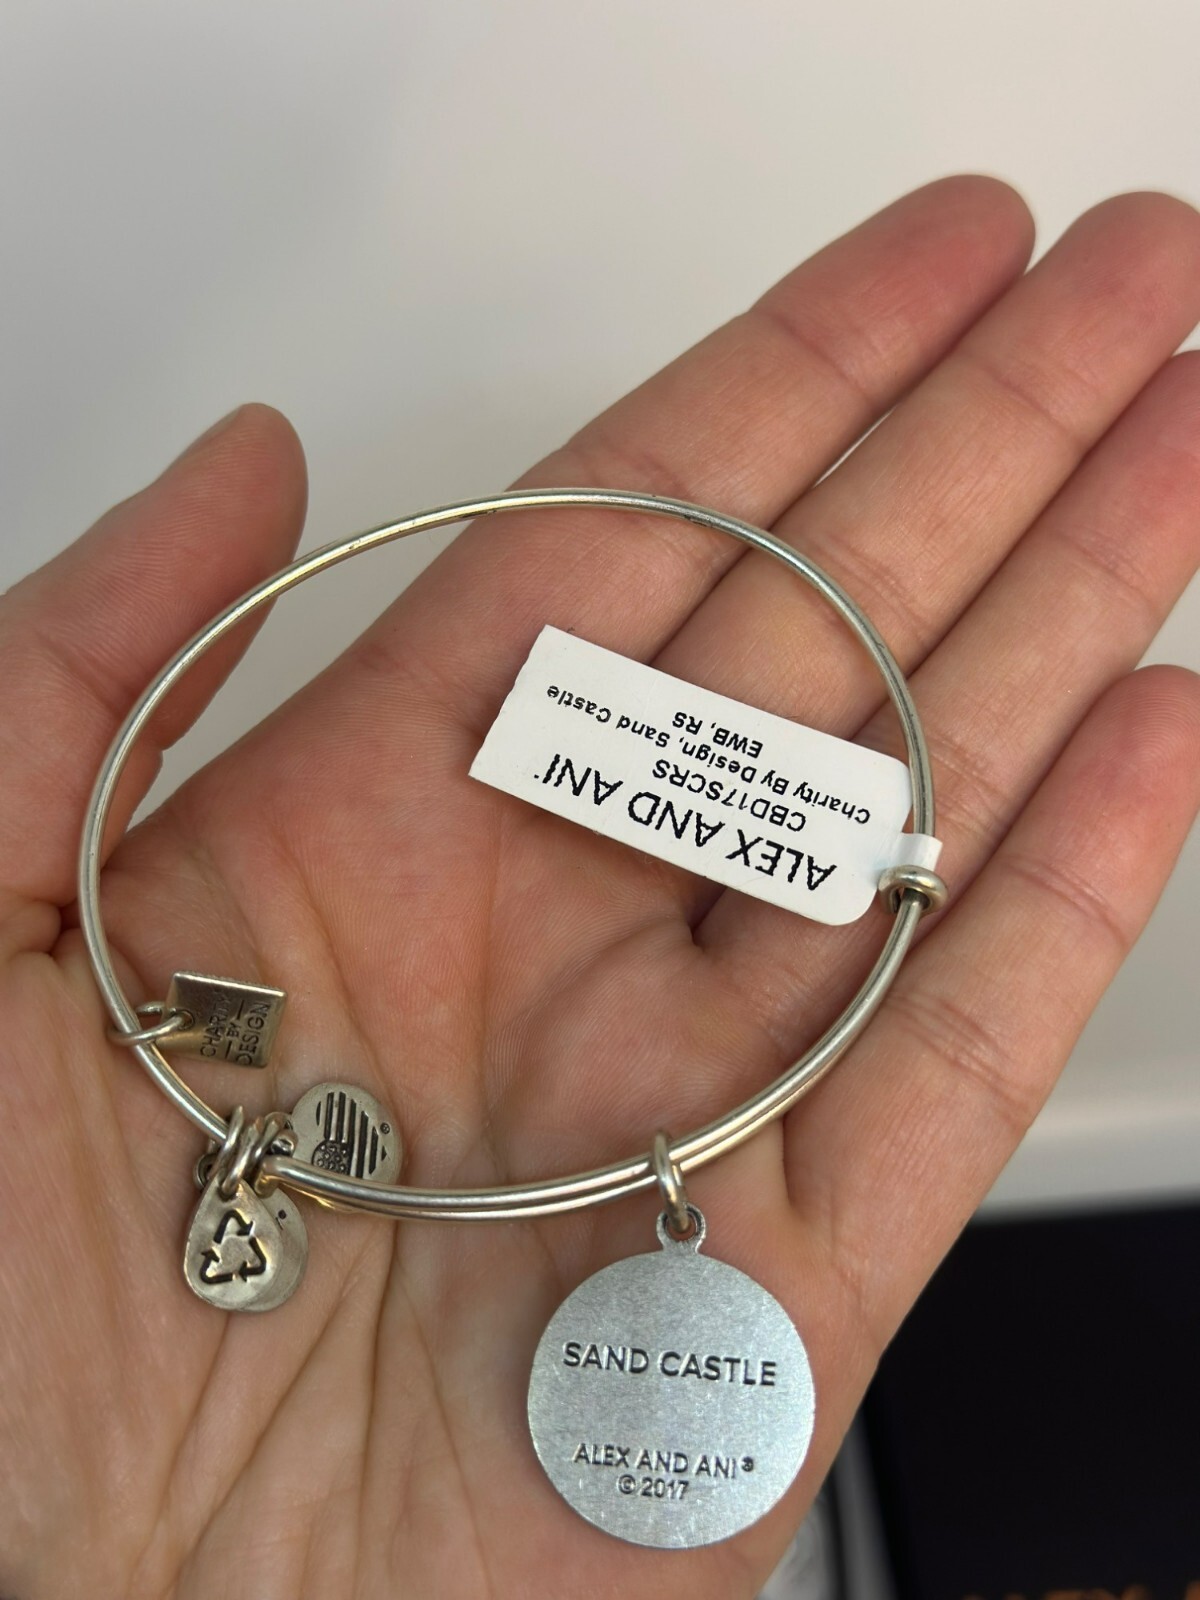 ALEX AND ANI
CBD17SCRS
Charity By Design, Sand Castle
EWB, RS
CHARITY
BY
DESIGN
SAND CASTLE
ALEX AND ANI®
© 2017